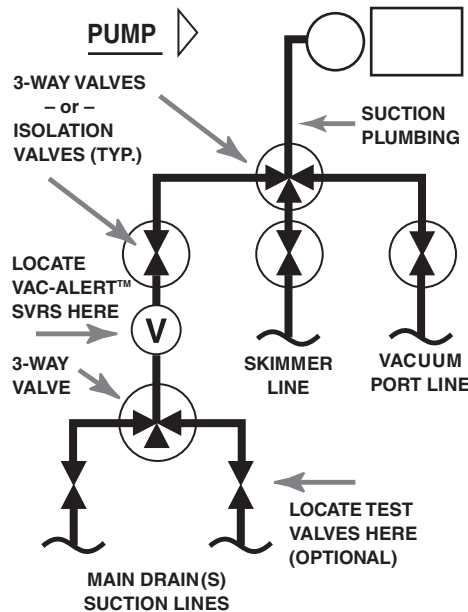 PUMP
3-WAY VALVES
– or –
ISOLATION
VALVES (TYP.)
SUCTION
PLUMBING
LOCATE
VAC-ALERT™
SVRS HERE
V
3-WAY
VALVE
SKIMMER
LINE
VACUUM
PORT LINE
LOCATE TEST
VALVES HERE
(OPTIONAL)
MAIN DRAIN(S)
SUCTION LINES